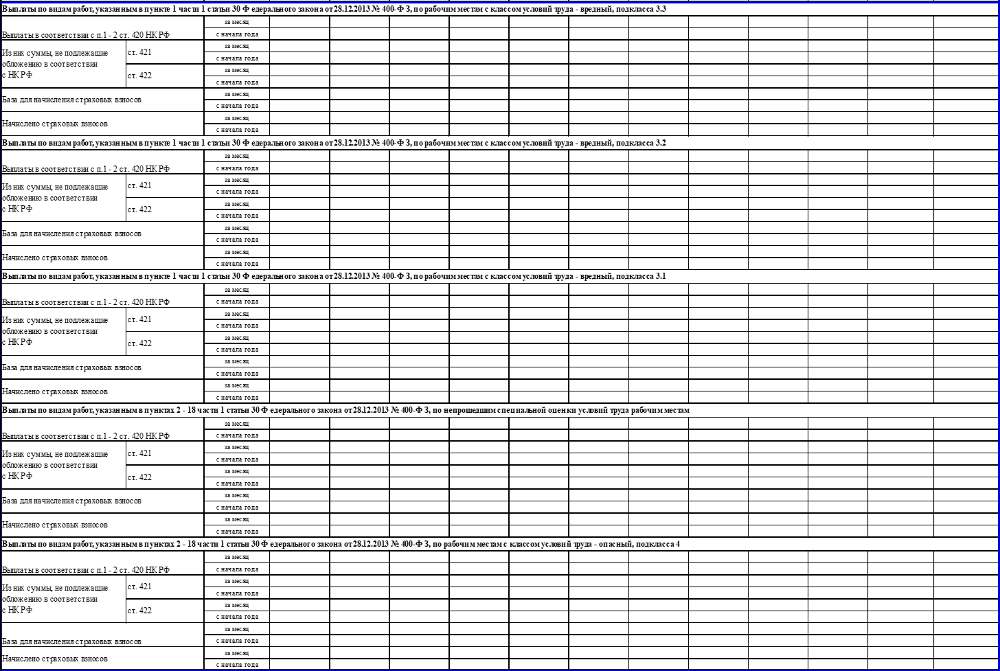 Выплаты по видам работ, указанным в пункте 1 части 1 статьи 30 Федерального закона от 28.12.2013 № 400-ФЗ, по рабочим местам с классом условий труда - вредный, подкласса 3.3
за месяц
Выплаты в соответствии с п.1 - 2 ст. 420 НК РФ
с начала года
Из них суммы, не подлежащие
обложению в соответствии
с НК РФ
ст. 421
за месяц
с начала года
ст. 422
за месяц
с начала года
База для начисления страховых взносов
за месяц
с начала года
Начислено страховых взносов
за месяц
с начала года
Выплаты по видам работ, указанным в пункте 1 части 1 статьи 30 Федерального закона от 28.12.2013 № 400-ФЗ, по рабочим местам с классом условий труда - вредный, подкласса 3.2
за месяц
Выплаты в соответствии с п.1 - 2 ст. 420 НК РФ
с начала года
Из них суммы, не подлежащие
обложению в соответствии
с НК РФ
ст. 421
за месяц
с начала года
ст. 422
за месяц
с начала года
База для начисления страховых взносов
за месяц
с начала года
Начислено страховых взносов
за месяц
с начала года
Выплаты по видам работ, указанным в пункте 1 части 1 статьи 30 Федерального закона от 28.12.2013 № 400-ФЗ, по рабочим местам с классом условий труда - вредный, подкласса 3.1
за месяц
Выплаты в соответствии с п.1 - 2 ст. 420 НК РФ
с начала года
Из них суммы, не подлежащие
обложению в соответствии
с НК РФ
ст. 421
за месяц
с начала года
ст. 422
за месяц
с начала года
База для начисления страховых взносов
за месяц
с начала года
Начислено страховых взносов
за месяц
с начала года
Выплаты по видам работ, указанным в пунктах 2 - 18 части 1 статьи 30 Федерального закона от 28.12.2013 № 400-ФЗ, по непрошедшим специальной оценки условий труда рабочим местам
за месяц
Выплаты в соответствии с п.1 - 2 ст. 420 НК РФ
с начала года
Из них суммы, не подлежащие
обложению в соответствии
с НК РФ
ст. 421
за месяц
с начала года
ст. 422
за месяц
с начала года
База для начисления страховых взносов
за месяц
с начала года
Начислено страховых взносов
за месяц
с начала года
Выплаты по видам работ, указанным в пунктах 2 - 18 части 1 статьи 30 Федерального закона от 28.12.2013 № 400-ФЗ, по рабочим местам с классом условий труда - опасный, подкласса 4
за месяц
Выплаты в соответствии с п.1 - 2 ст. 420 НК РФ
с начала года
Из них суммы, не подлежащие
обложению в соответствии
с НК РФ
ст. 421
за месяц
с начала года
ст. 422
за месяц
с начала года
База для начисления страховых взносов
за месяц
с начала года
Начислено страховых взносов
за месяц
с начала года